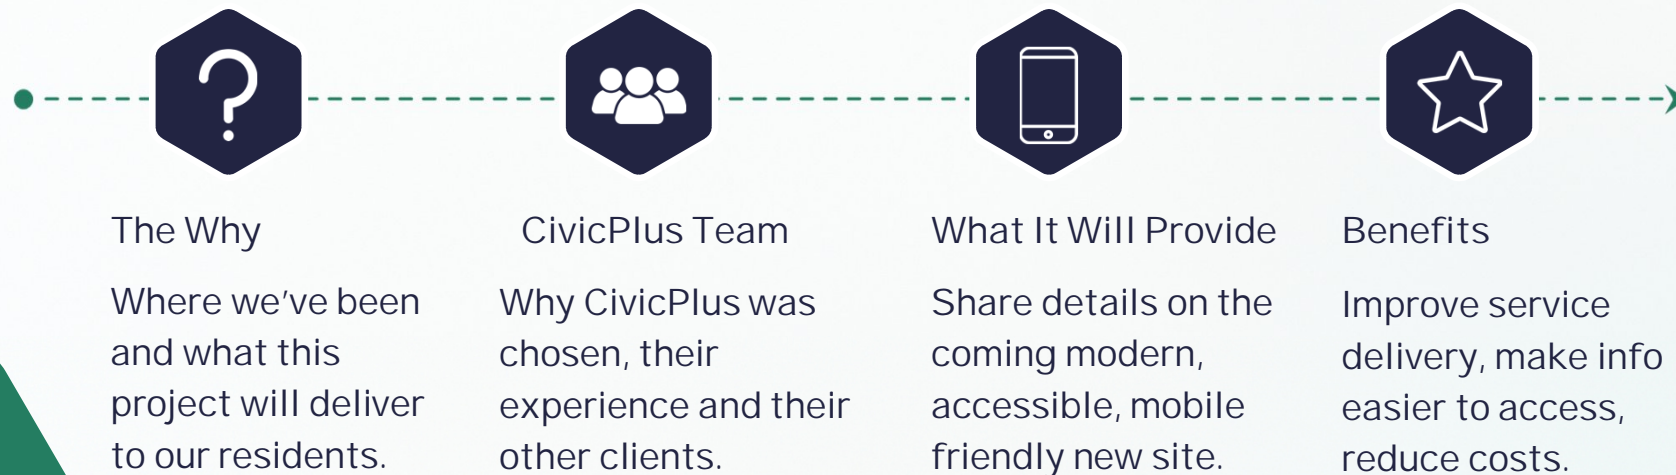 The Why
Where we've been
and what this
project will deliver
to our residents.
CivicPlus Team
Why CivicPlus was
chosen, their
experience and their
other clients.
What It Will Provide
Share details on the
coming modern,
accessible, mobile
friendly new site.
Benefits
Improve service
delivery, make info
easier to access,
reduce costs.